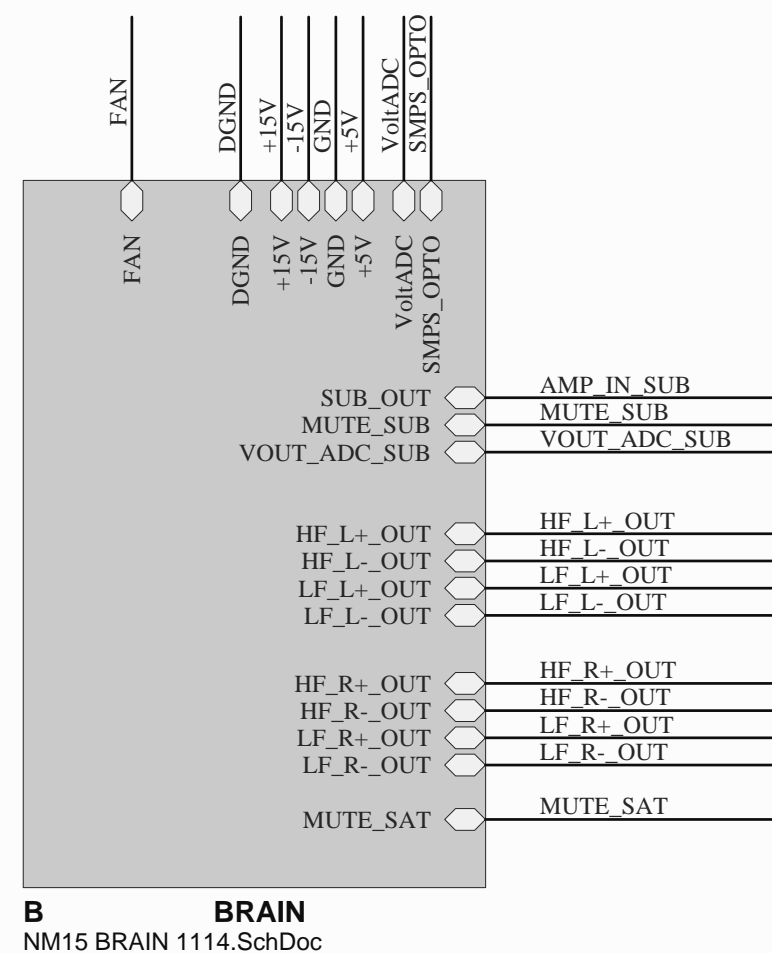 FAN
DGND
+15V
-15V
GND
+5V
VoltADC
SMPS_OPTO
FAN
DGND
+15V
-15V
GND
+5V
VoltADC
SMPS_OPTO
SUB_OUT AMP_IN_SUB
MUTE_SUB MUTE_SUB
VOUT_ADC_SUB VOUT_ADC_SUB
HF_L+_OUT HF_L+_OUT
HF_L-_OUT HF_L-_OUT
LF_L+_OUT LF_L+_OUT
LF_L-_OUT LF_L-_OUT
HF_R+_OUT HF_R+_OUT
HF_R-_OUT HF_R-_OUT
LF_R+_OUT LF_R+_OUT
LF_R-_OUT LF_R-_OUT
MUTE_SAT MUTE_SAT
B BRAIN
NM15 BRAIN 1114.SchDoc